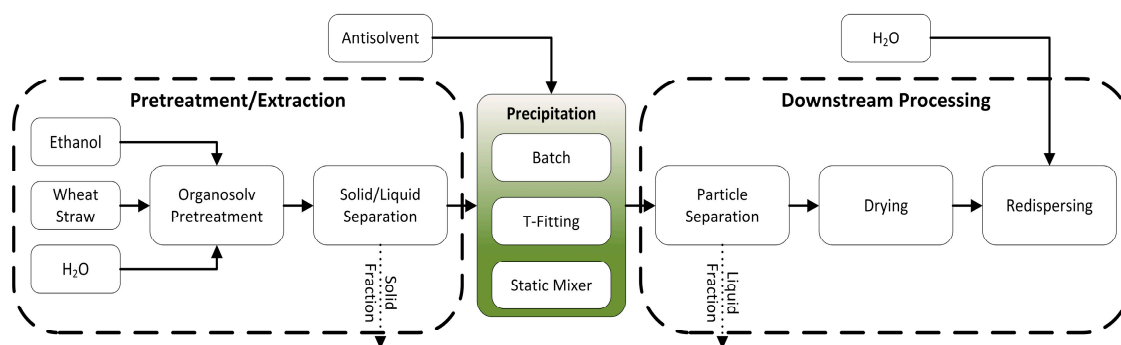 Antisolvent
H₂O
Pretreatment/Extraction
Ethanol
Wheat
Straw
H₂O
Organosolv
Pretreatment
Solid/Liquid
Separation
Solid
Fraction
Precipitation
Batch
T-Fitting
Static Mixer
Downstream Processing
Particle
Separation
Liquid
Fraction
Drying
Redispersing